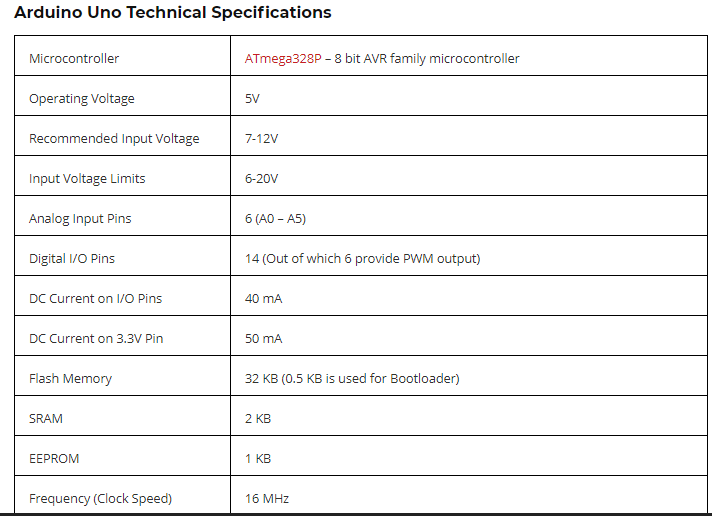 Arduino Uno Technical Specifications
Microcontroller
ATmega328P – 8 bit AVR family microcontroller
Operating Voltage
5V
Recommended Input Voltage
7-12V
Input Voltage Limits
6-20V
Analog Input Pins
6 (A0 – A5)
Digital I/O Pins
14 (Out of which 6 provide PWM output)
DC Current on I/O Pins
40 mA
DC Current on 3.3V Pin
50 mA
Flash Memory
32 KB (0.5 KB is used for Bootloader)
SRAM
2 KB
EEPROM
1 KB
Frequency (Clock Speed)
16 MHz